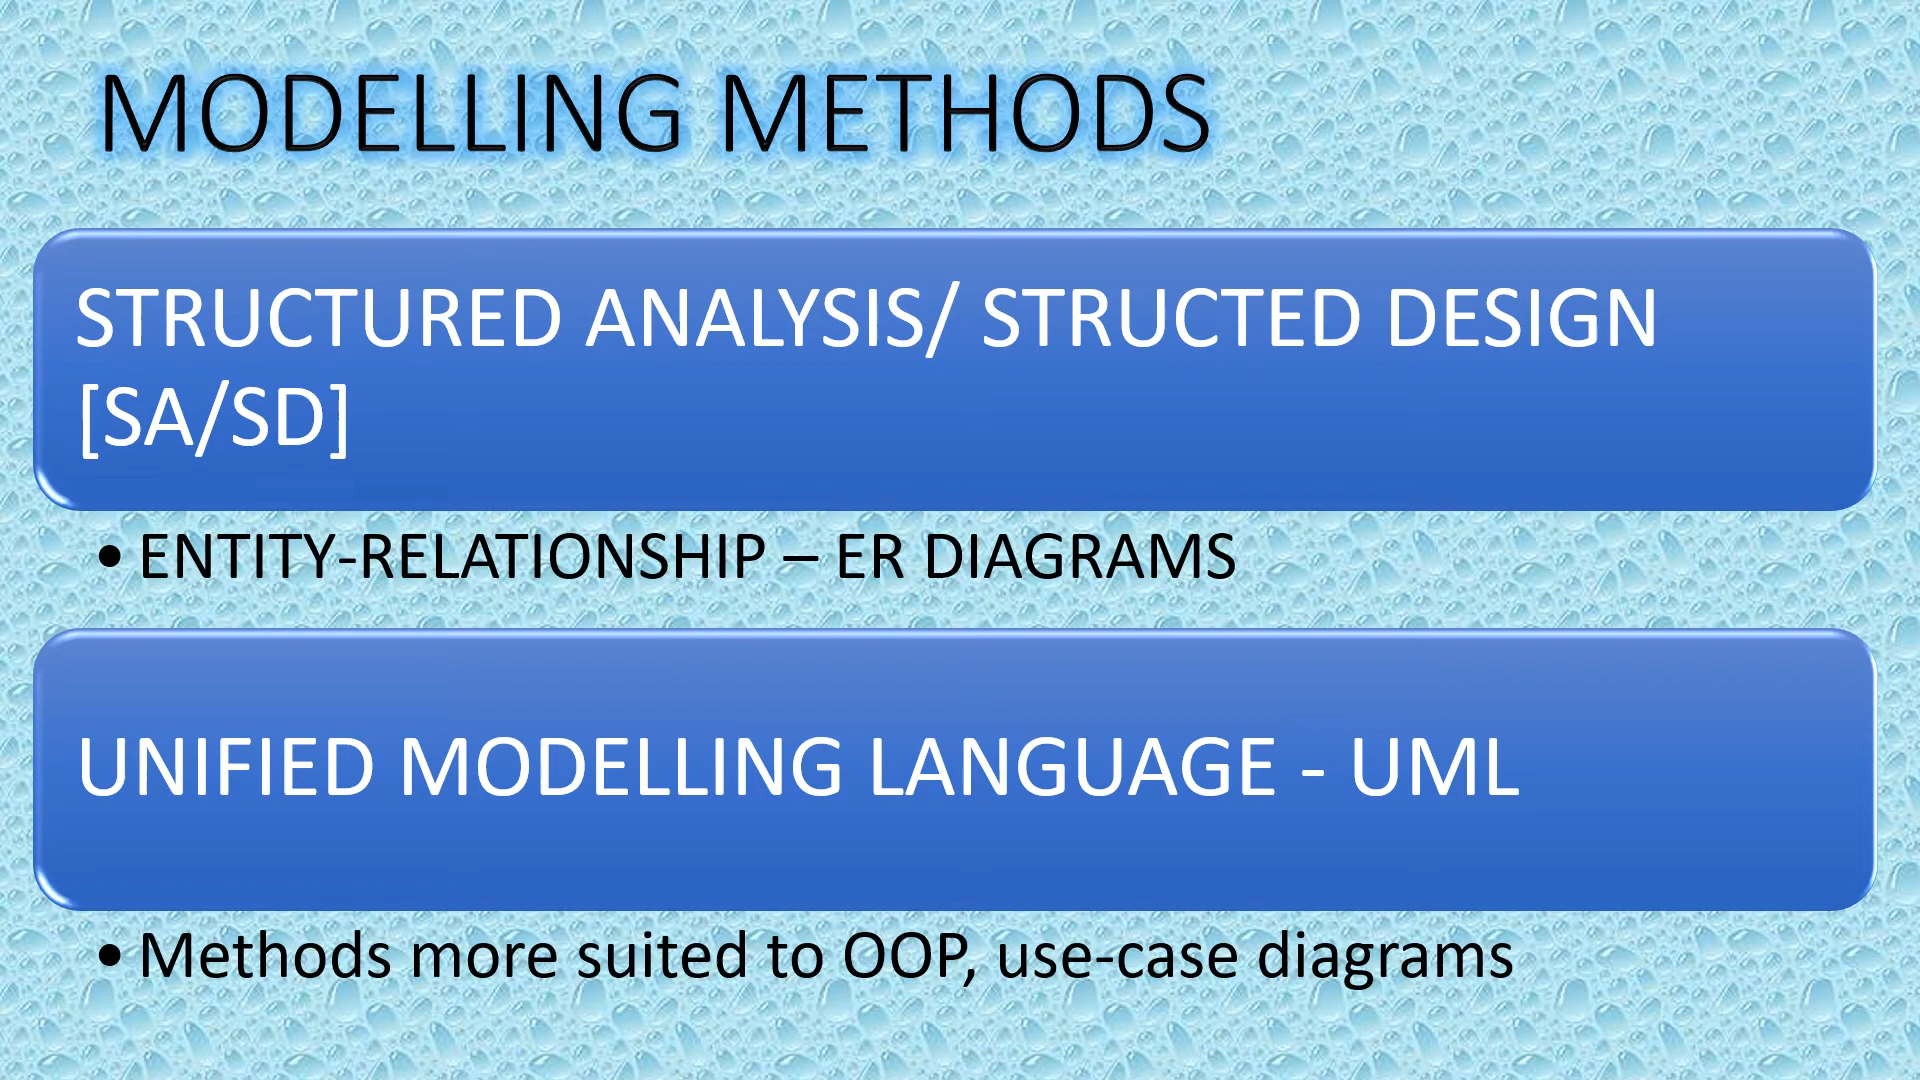 MODELLING METHODS
STRUCTURED ANALYSIS/ STRUCTED DESIGN
[SA/SD]
• ENTITY-RELATIONSHIP – ER DIAGRAMS
UNIFIED MODELLING LANGUAGE - UML
• Methods more suited to OOP, use-case diagrams